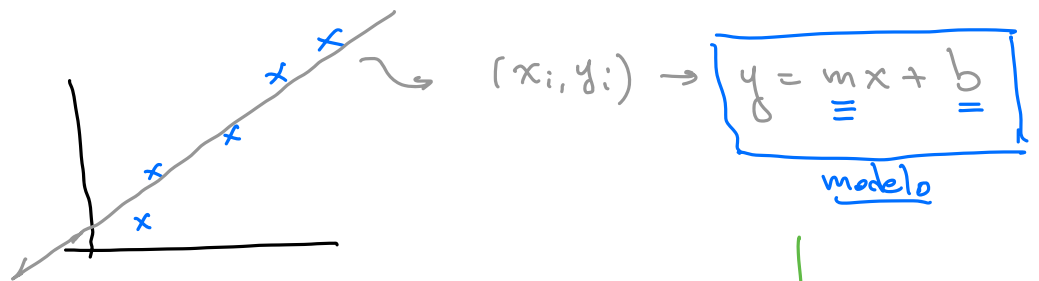 (xᵢ, yᵢ) → y = mx + b
modelo